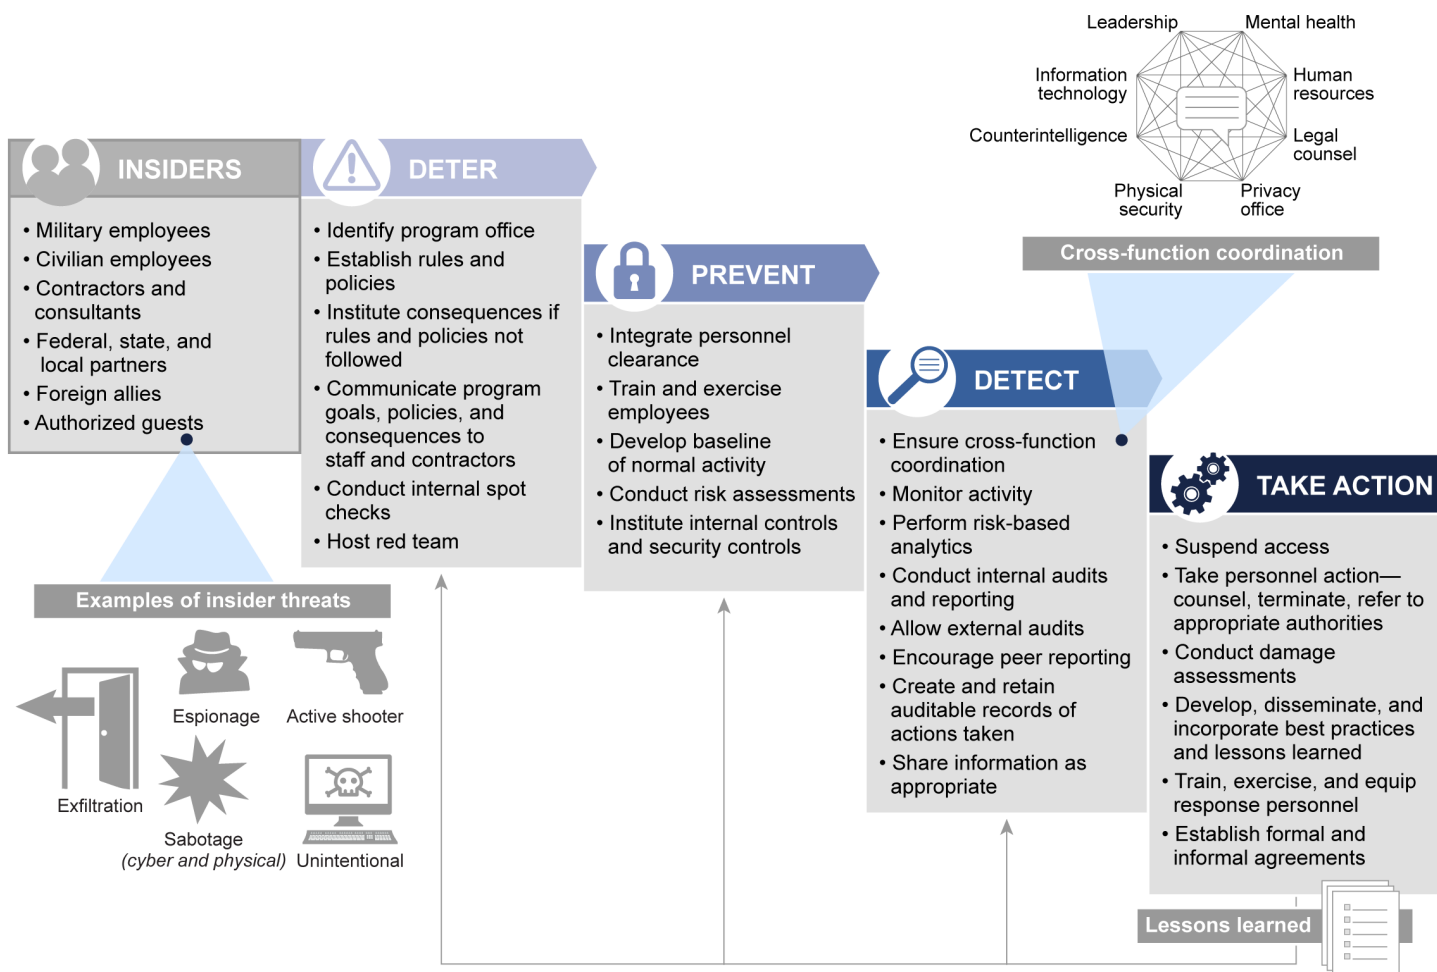 INSIDERS
• Military employees
• Civilian employees
• Contractors and
consultants
• Federal, state, and
local partners
• Foreign allies
• Authorized guests
Examples of insider threats
Exfiltration
Espionage
Active shooter
Sabotage
(cyber and physical)
Unintentional
DETER
• Identify program office
• Establish rules and
policies
• Institute consequences if
rules and policies not
followed
• Communicate program
goals, policies, and
consequences to
staff and contractors
• Conduct internal spot
checks
• Host red team
PREVENT
• Integrate personnel
clearance
• Train and exercise
employees
• Develop baseline
of normal activity
• Conduct risk assessments
• Institute internal controls
and security controls
Leadership
Mental health
Information
technology
Human
resources
Counterintelligence
Legal
counsel
Physical
security
Privacy
office
Cross-function coordination
DETECT
• Ensure cross-function
coordination
• Monitor activity
• Perform risk-based
analytics
• Conduct internal audits
and reporting
• Allow external audits
• Encourage peer reporting
• Create and retain
auditable records of
actions taken
• Share information as
appropriate
TAKE ACTION
• Suspend access
• Take personnel action—
counsel, terminate, refer to
appropriate authorities
• Conduct damage
assessments
• Develop, disseminate, and
incorporate best practices
and lessons learned
• Train, exercise, and equip
response personnel
• Establish formal and
informal agreements
Lessons learned